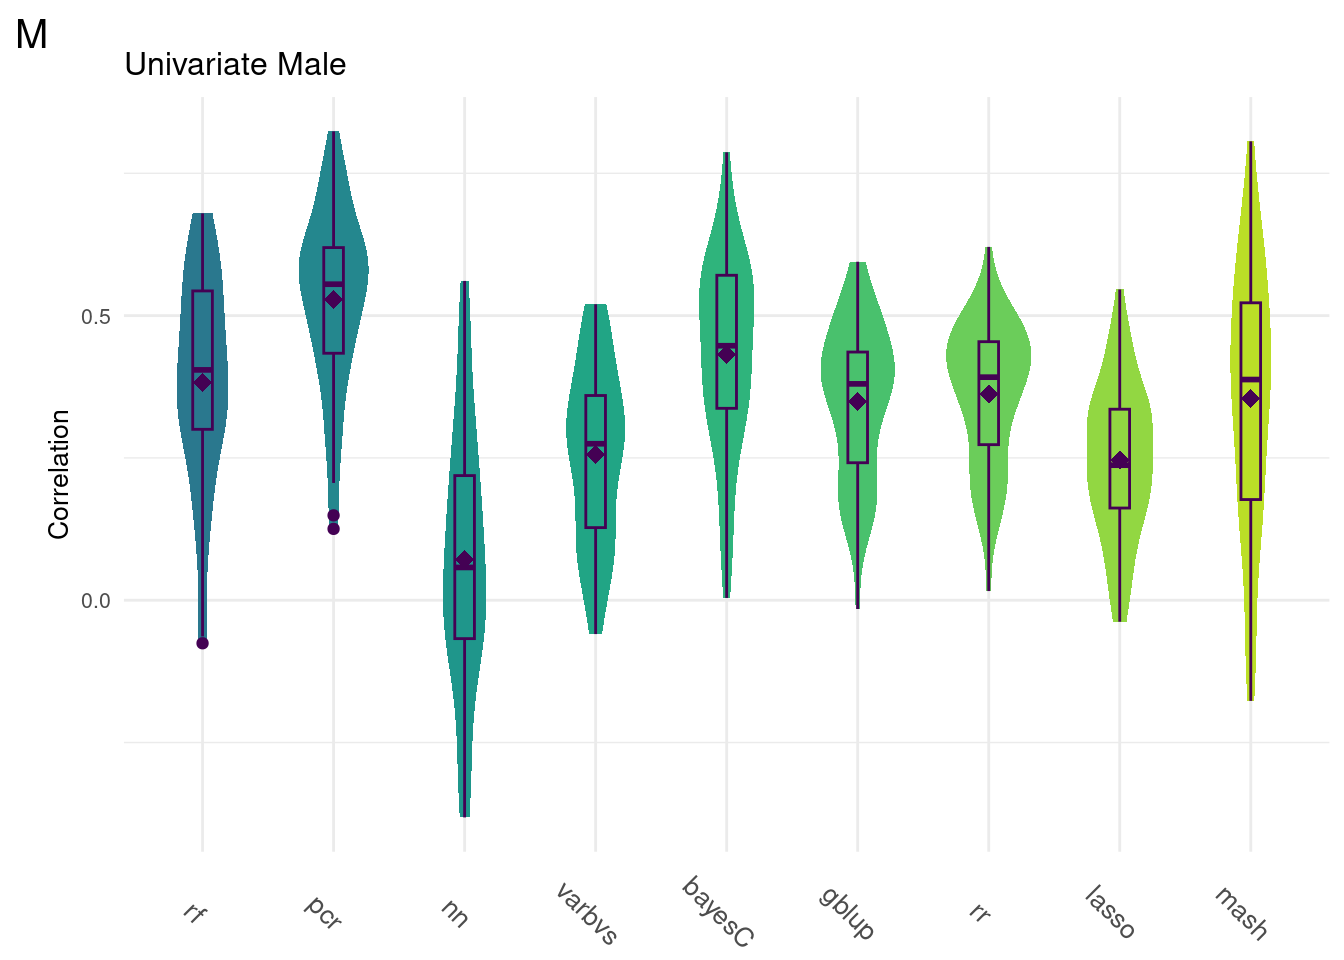 M
Univariate Male
Correlation
0.5
0.0
rf
pcr
nn
varbvs
bayesC
gblup
rr
lasso
mash